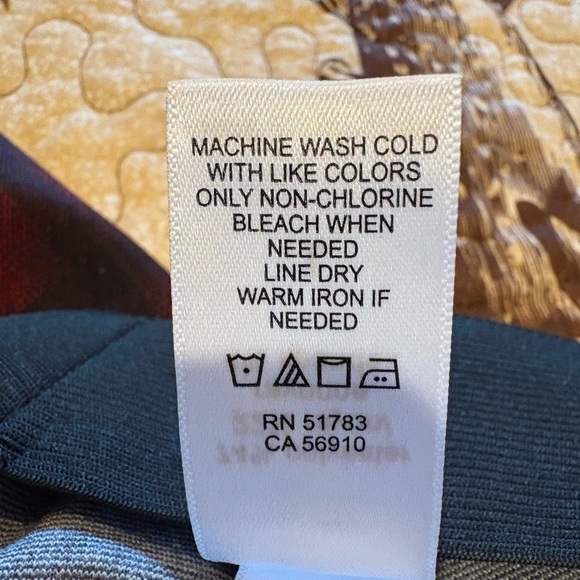 MACHINE WASH COLD
WITH LIKE COLORS
ONLY NON-CHLORINE
BLEACH WHEN
NEEDED
LINE DRY
WARM IRON IF
NEEDED
RN 51783
CA 56910